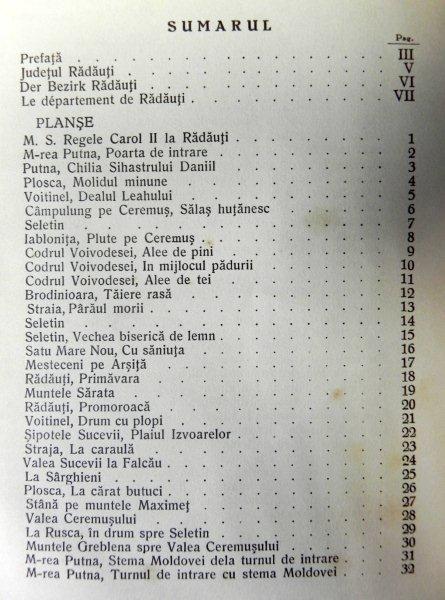 SUMARUL
Pag.
Prefață . . . . . . . . . . . III
Județul Rădăuți . . . . . . . . . . V
Der Bezirk Rădăuți . . . . . . . . . VI
Le département de Rădăuți . . . . . . . . VII
PLANȘE
M. S. Regele Carol II la Rădăuți . . . . . . 1
M-rea Putna, Poarta de intrare . . . . . . . 2
Putna, Chilia Sihastrului Daniil . . . . . . . 3
Plosca, Molidul minune . . . . . . . . 4
Voitinel, Dealul Leahului . . . . . . . . 5
Câmpulung pe Ceremuș, Sălaș huțănesc . . . . . 6
Seletin . . . . . . . . . . . 7
Iablonița, Plute pe Ceremuș . . . . . . . . 8
Codrul Voivodesei, Alee de pini . . . . . . . 9
Codrul Voivodesei, In mijlocul pădurii . . . . . . 10
Codrul Voivodesei, Alee de tei . . . . . . . 11
Brodinioara, Tăiere rasă . . . . . . . . 12
Straia, Părăul morii . . . . . . . . . 13
Seletin . . . . . . . . . . . 14
Seletin, Vechea biserică de lemn . . . . . . . 15
Satu Mare Nou, Cu săniuța . . . . . . . . 16
Mesteceni pe Arșiță . . . . . . . . . 17
Rădăuți, Primăvara . . . . . . . . . 18
Muntele Sărata . . . . . . . . . . 19
Rădăuți, Promoroacă . . . . . . . . . 20
Voitinel, Drum cu plopi . . . . . . . . 21
Șipotele Sucevii, Plaiul Izvoarelor . . . . . . 22
Straja, La caraulă . . . . . . . . . 23
Valea Sucevii la Falcău . . . . . . . . 24
La Sârghieni . . . . . . . . . . 25
Plosca, La cărat butuci . . . . . . . . 26
Stână pe muntele Maximeț . . . . . . . . 27
Valea Ceremușului . . . . . . . . . 28
La Rusca, în drum spre Seletin . . . . . . . 29
Muntele Greblena spre Valea Ceremușului . . . . . 30
M-rea Putna, Stema Moldovei dela turnul de intrare . . . 31
M-rea Putna, Turnul de intrare cu stema Moldovei . . . 32